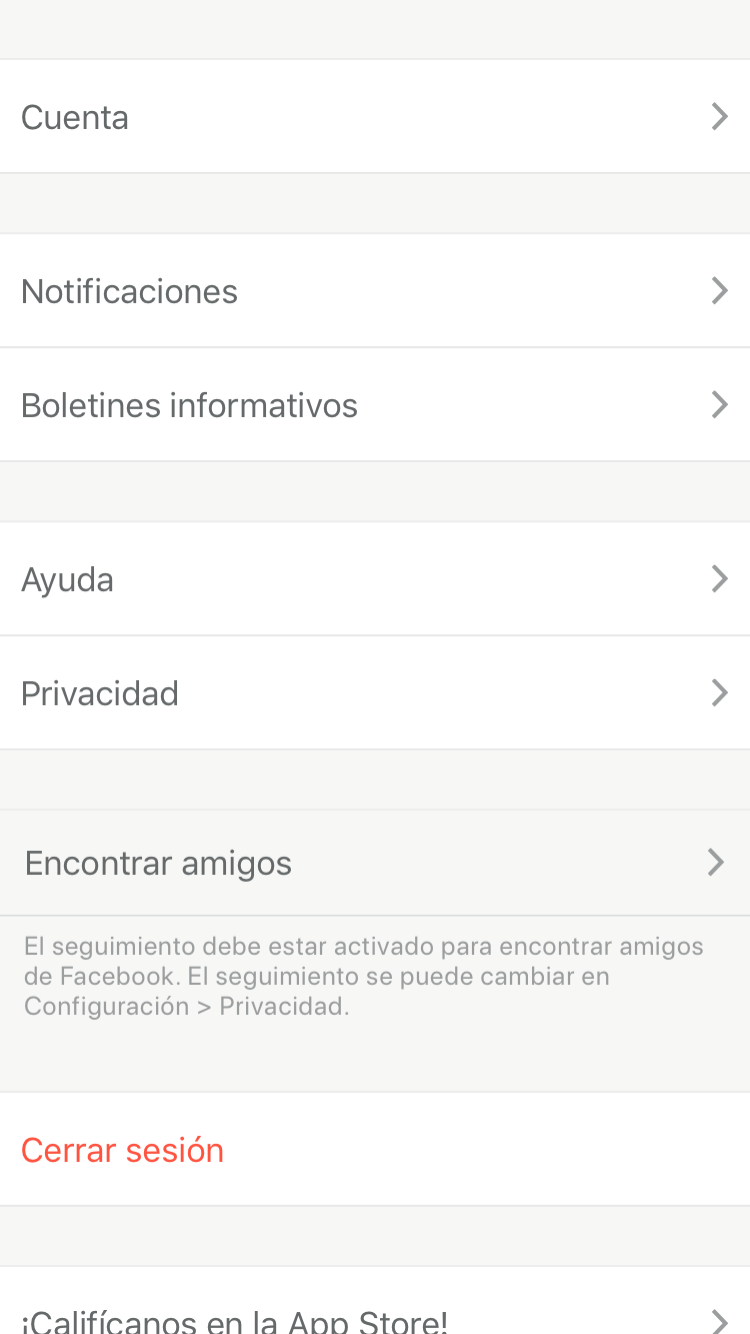 Cuenta
Notificaciones
Boletines informativos
Ayuda
Privacidad
Encontrar amigos
El seguimiento debe estar activado para encontrar amigos
de Facebook. El seguimiento se puede cambiar en
Configuración > Privacidad.
Cerrar sesión
¡Califícanos en la App Store!